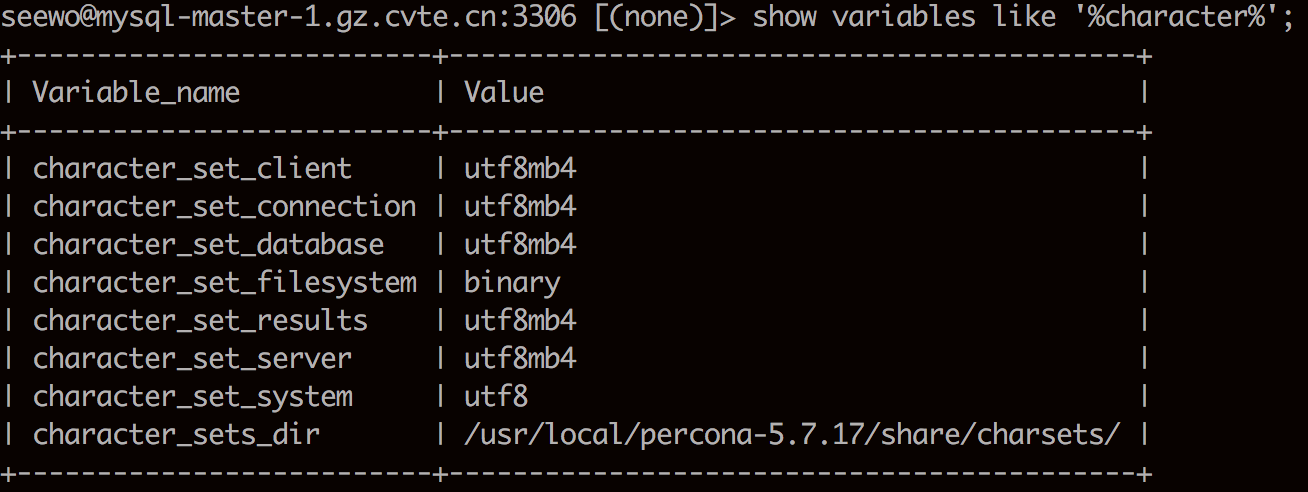 seewo@mysql-master-1.gz.cvte.cn:3306 [(none)]> show variables like '%character%';
+--------------------------+-------------------------------------------+
| Variable_name            | Value                                     |
+--------------------------+-------------------------------------------+
| character_set_client     | utf8mb4                                   |
| character_set_connection | utf8mb4                                   |
| character_set_database   | utf8mb4                                   |
| character_set_filesystem | binary                                    |
| character_set_results    | utf8mb4                                   |
| character_set_server     | utf8mb4                                   |
| character_set_system     | utf8                                      |
| character_sets_dir       | /usr/local/percona-5.7.17/share/charsets/ |
+--------------------------+-------------------------------------------+